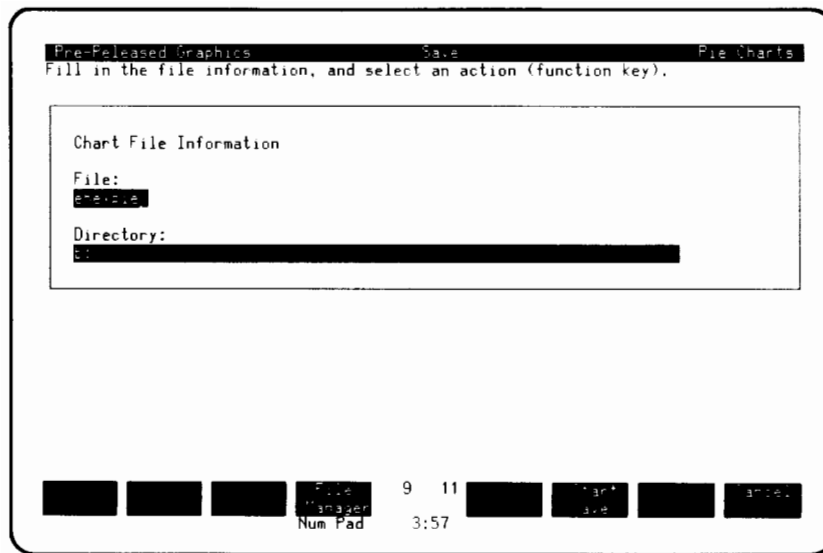 Pre-Released Graphics Save Pie Charts
Fill in the file information, and select an action (function key).
Chart File Information
File:
Directory:
File 9 11 Start Cancel
Manager Save
Num Pad 3:57